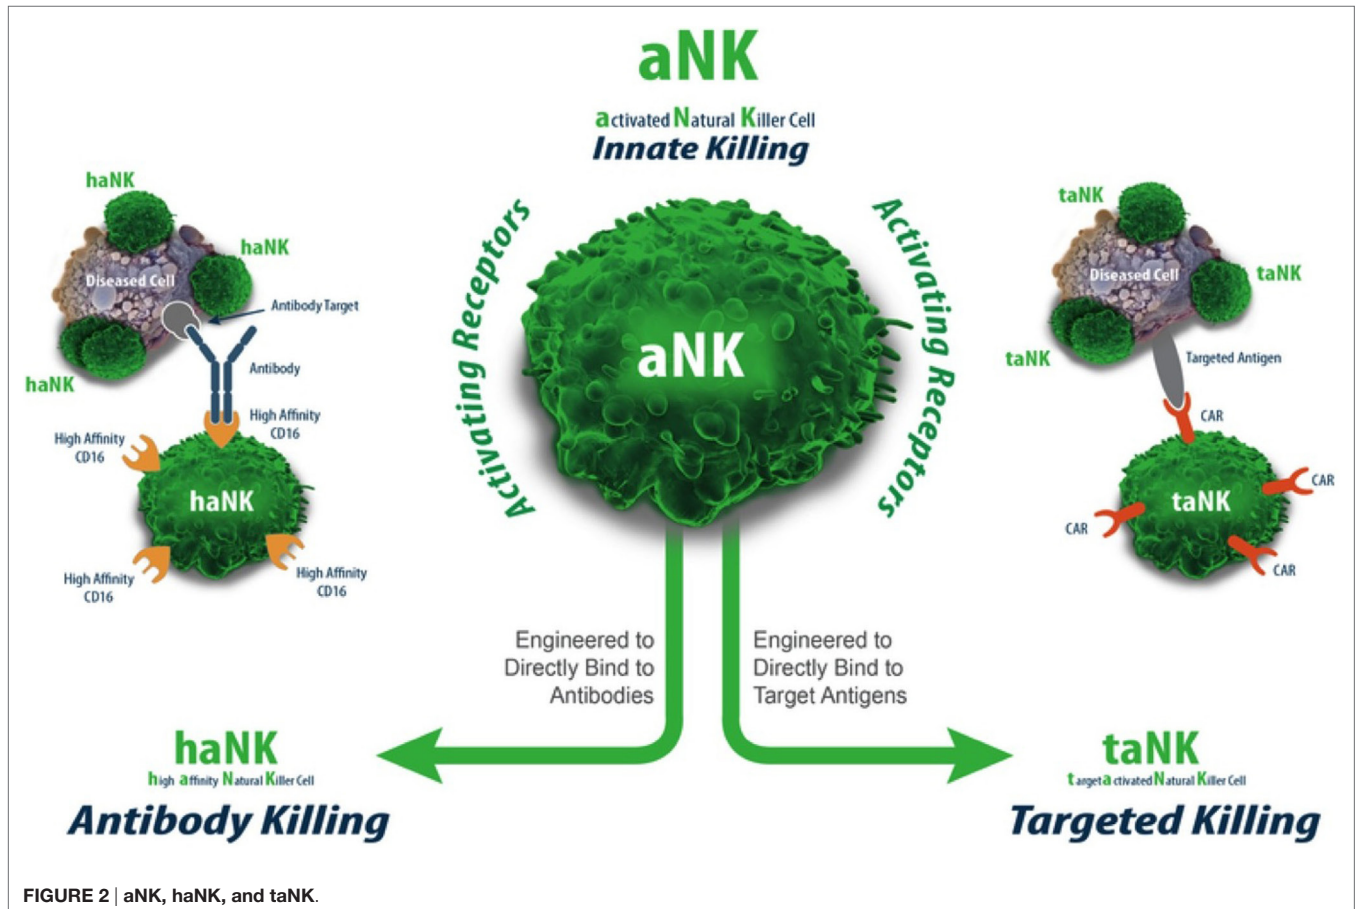 aNK
activated Natural Killer Cell
Innate Killing
Activating Receptors
Activating Receptors
aNK
haNK
haNK
Diseased Cell
Antibody Target
haNK
Antibody
High Affinity
CD16
High Affinity
CD16
haNK
High Affinity
CD16
High Affinity
CD16
taNK
Diseased Cell
taNK
taNK
Targeted Antigen
CAR
taNK
CAR
CAR
CAR
Engineered to
Directly Bind to
Antibodies
Engineered to
Directly Bind to
Target Antigens
haNK
high affinity Natural Killer Cell
Antibody Killing
taNK
target activated Natural Killer Cell
Targeted Killing
FIGURE 2 | aNK, haNK, and taNK.